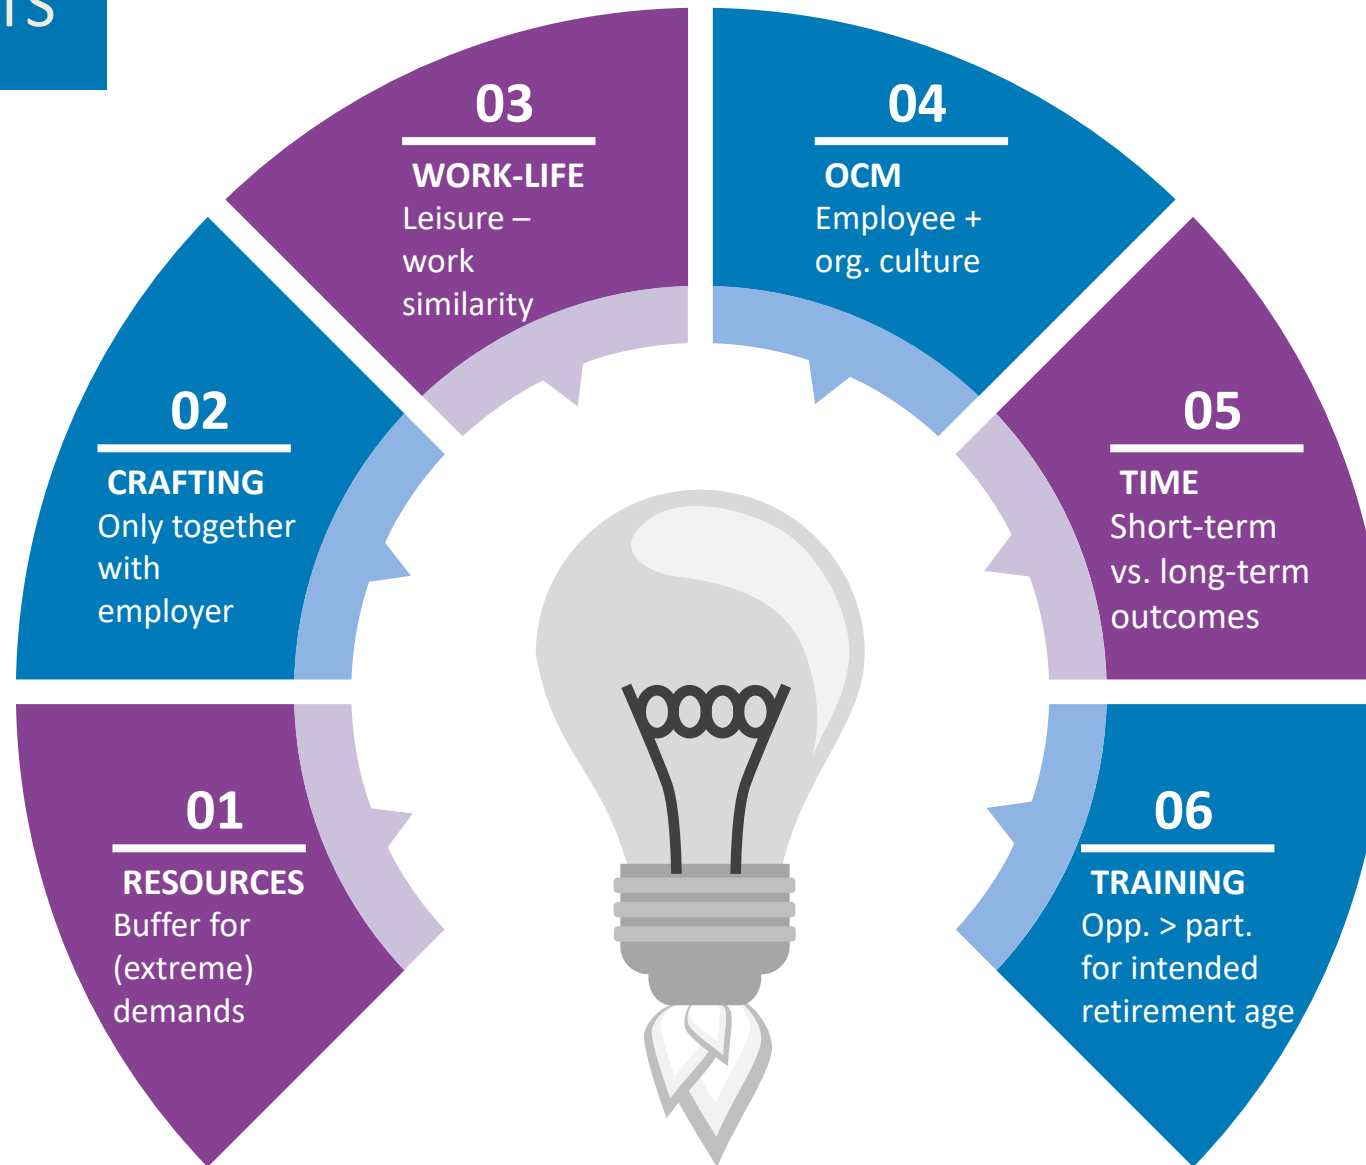 TS
03
WORK-LIFE
Leisure –
work
similarity
04
OCM
Employee +
org. culture
02
CRAFTING
Only together
with
employer
05
TIME
Short-term
vs. long-term
outcomes
01
RESOURCES
Buffer for
(extreme)
demands
06
TRAINING
Opp. > part.
for intended
retirement age